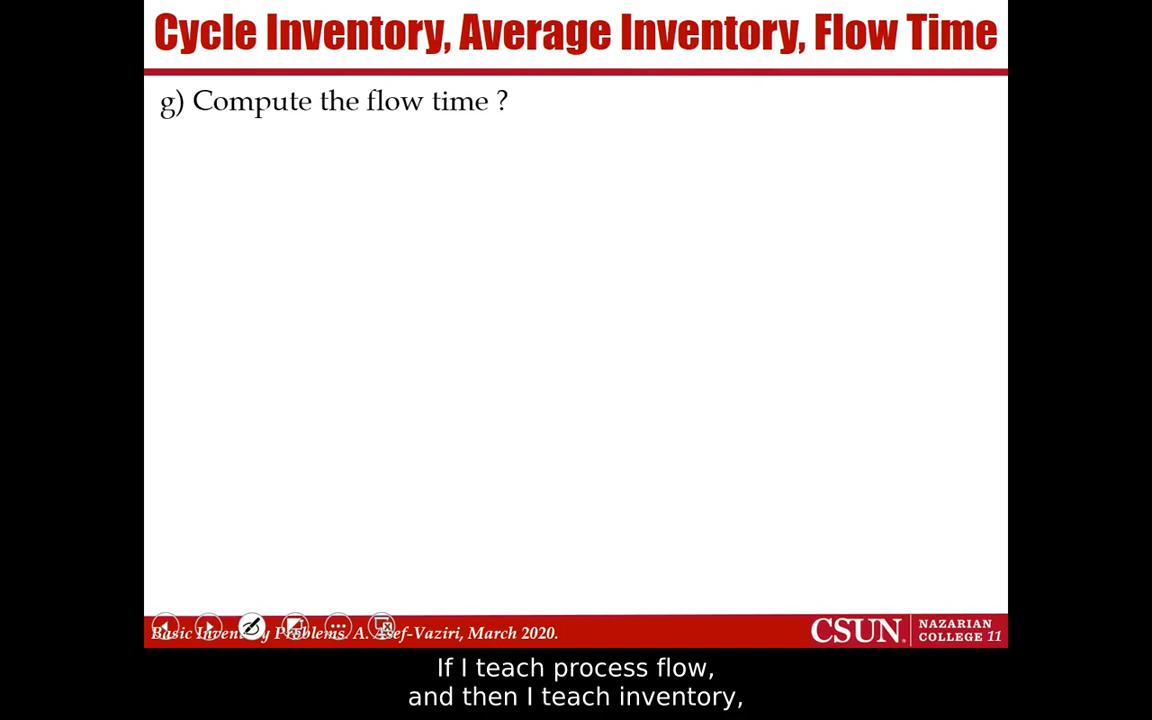 Cycle Inventory, Average Inventory, Flow Time
g) Compute the flow time ?
Basic Inventory Problems. A. Asef-Vaziri, March 2020.
CSUN. NAZARIAN
COLLEGE 11
If I teach process flow,
and then I teach inventory,